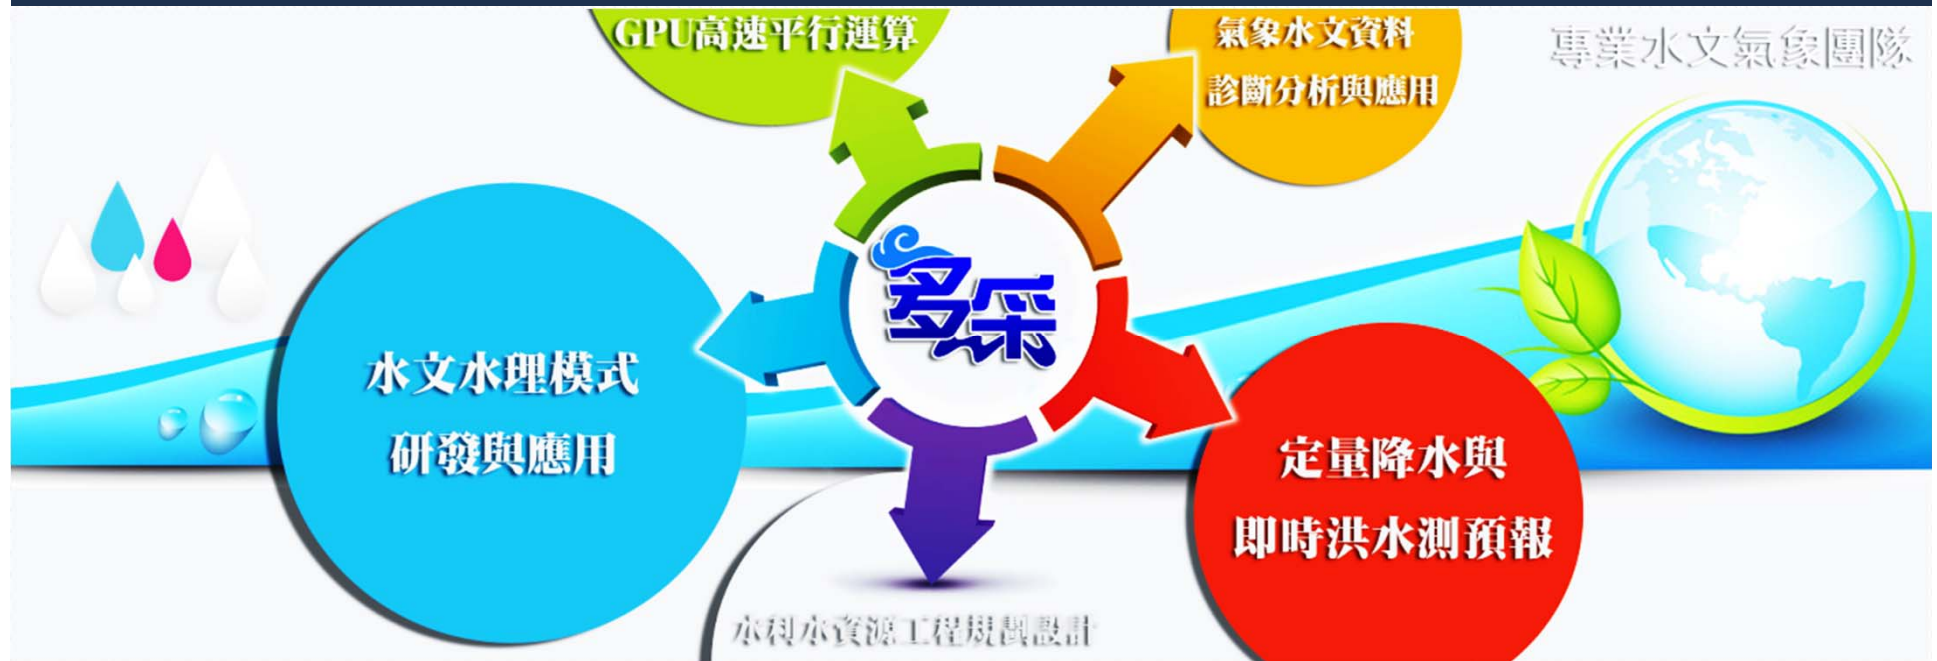 GPU高速平行運算
氣象水文資料
診斷分析與應用
專業水文氣象團隊
多采
水文水理模式
研發與應用
定量降水與
即時洪水測預報
水利水資源工程規劃設計